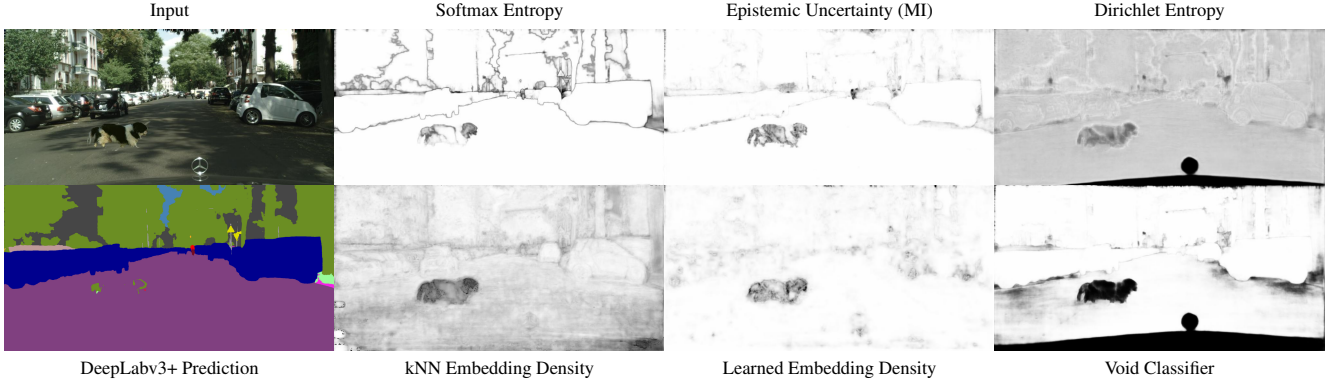 Input
Softmax Entropy
Epistemic Uncertainty (MI)
Dirichlet Entropy
DeepLabv3+ Prediction
kNN Embedding Density
Learned Embedding Density
Void Classifier